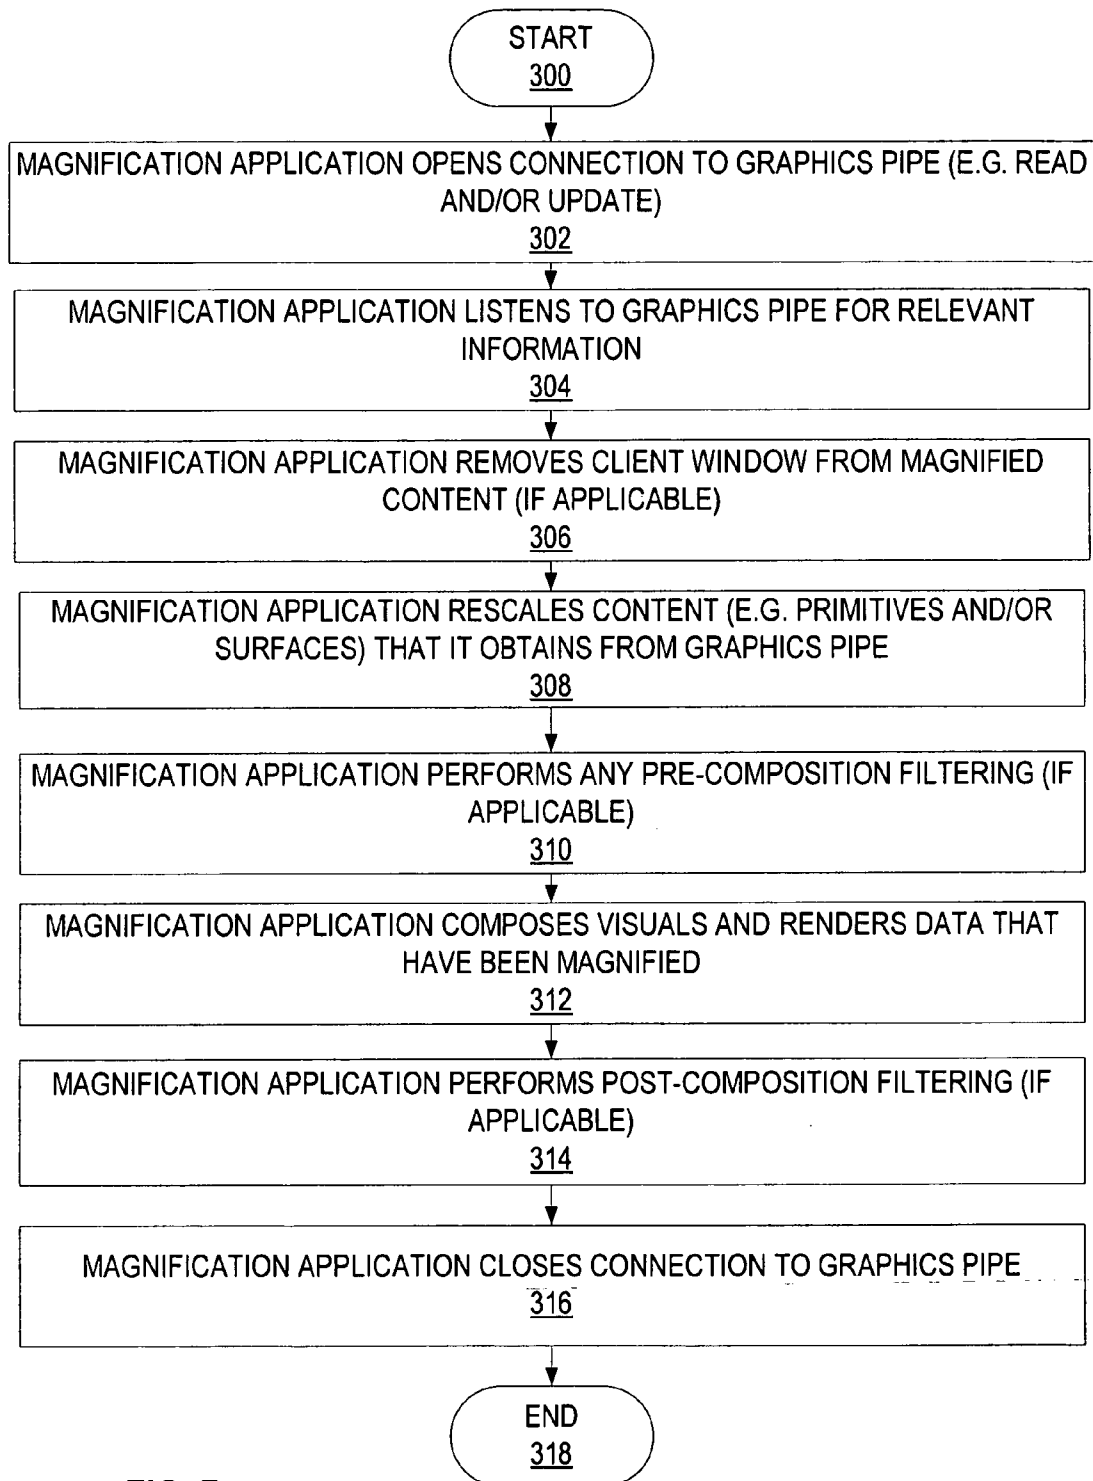 START
300
MAGNIFICATION APPLICATION OPENS CONNECTION TO GRAPHICS PIPE (E.G. READ
AND/OR UPDATE)
302
MAGNIFICATION APPLICATION LISTENS TO GRAPHICS PIPE FOR RELEVANT
INFORMATION
304
MAGNIFICATION APPLICATION REMOVES CLIENT WINDOW FROM MAGNIFIED
CONTENT (IF APPLICABLE)
306
MAGNIFICATION APPLICATION RESCALES CONTENT (E.G. PRIMITIVES AND/OR
SURFACES) THAT IT OBTAINS FROM GRAPHICS PIPE
308
MAGNIFICATION APPLICATION PERFORMS ANY PRE-COMPOSITION FILTERING (IF
APPLICABLE)
310
MAGNIFICATION APPLICATION COMPOSES VISUALS AND RENDERS DATA THAT
HAVE BEEN MAGNIFIED
312
MAGNIFICATION APPLICATION PERFORMS POST-COMPOSITION FILTERING (IF
APPLICABLE)
314
MAGNIFICATION APPLICATION CLOSES CONNECTION TO GRAPHICS PIPE
316
END
318